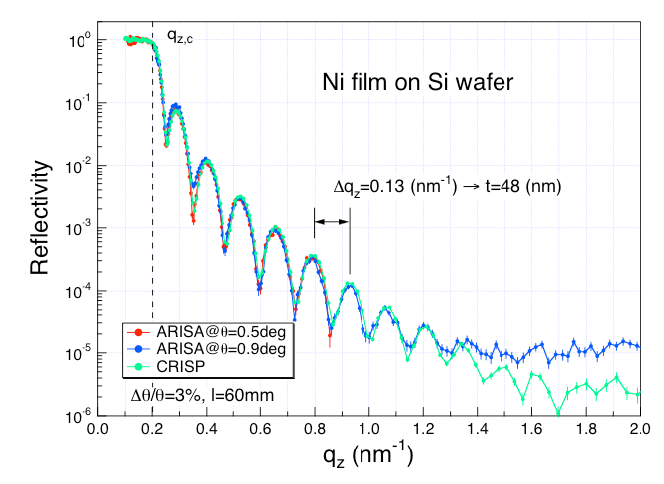 q_z,c
Ni film on Si wafer
Δq_z=0.13 (nm⁻¹) → t=48 (nm)
Reflectivity
10⁰
10⁻¹
10⁻²
10⁻³
10⁻⁴
10⁻⁵
10⁻⁶
ARISA@θ=0.5deg
ARISA@θ=0.9deg
CRISP
Δθ/θ=3%, l=60mm
0.0 0.2 0.4 0.6 0.8 1.0 1.2 1.4 1.6 1.8 2.0
q_z (nm⁻¹)